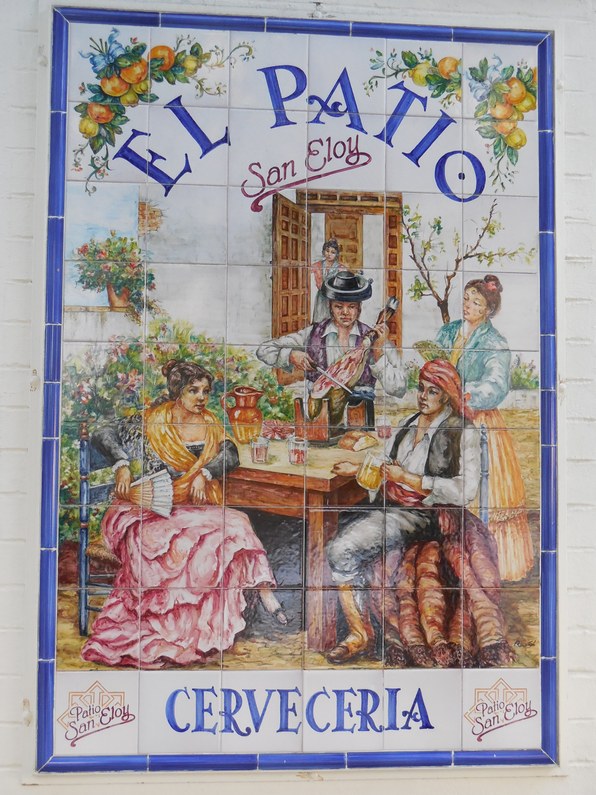 EL PATIO
San Eloy
CERVECERIA
Patio
San Eloy
Patio
San Eloy